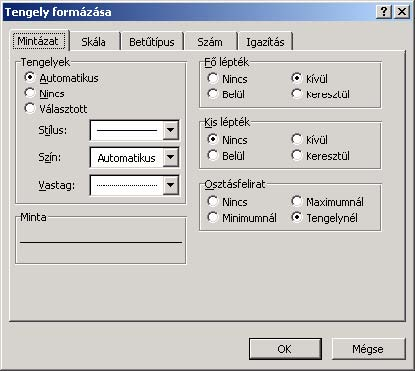 Tengely formázása
Mintázat Skála Betűtípus Szám Igazítás
Tengelyek
Automatikus
Nincs
Választott
Stílus:
Szín: Automatikus
Vastag:
Minta
Fő lépték
Nincs Kívül
Belül Keresztül
Kis lépték
Nincs Kívül
Belül Keresztül
Osztásfelirat
Nincs Maximumnál
Minimumnál Tengelynél
OK Mégse